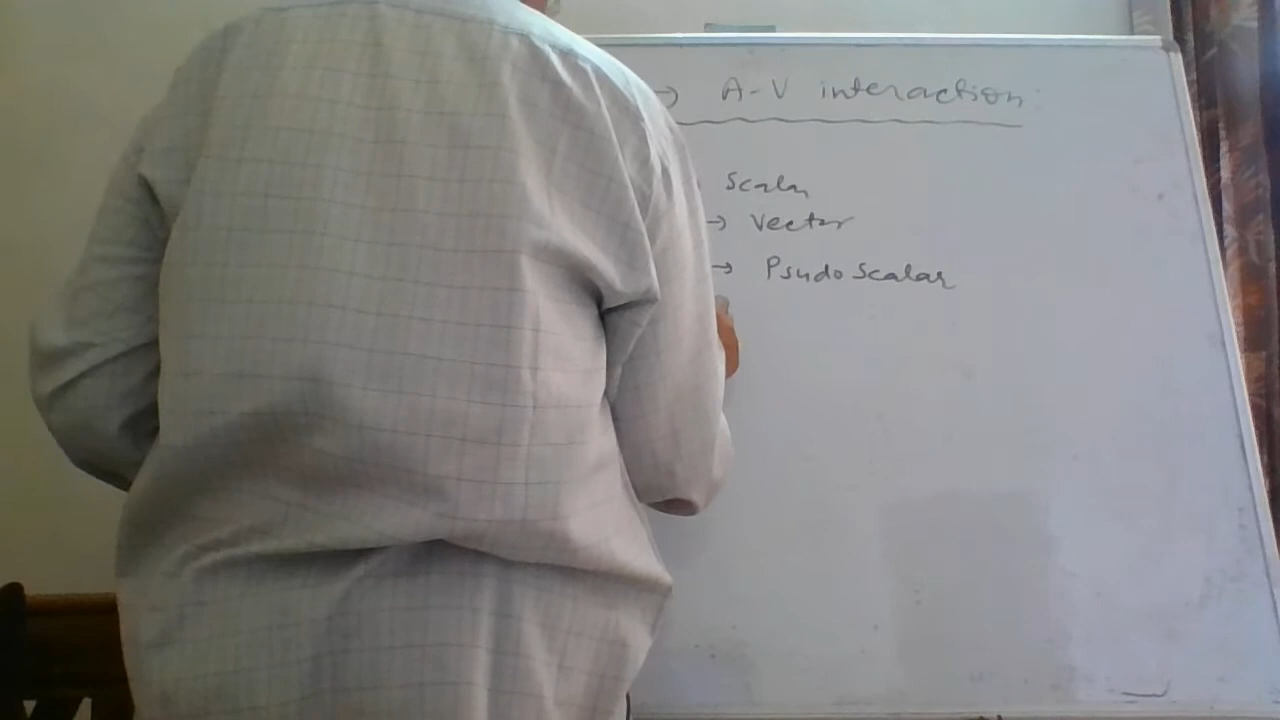 → A-V interaction
Scalar
→ Vector
→ Psudo scalar